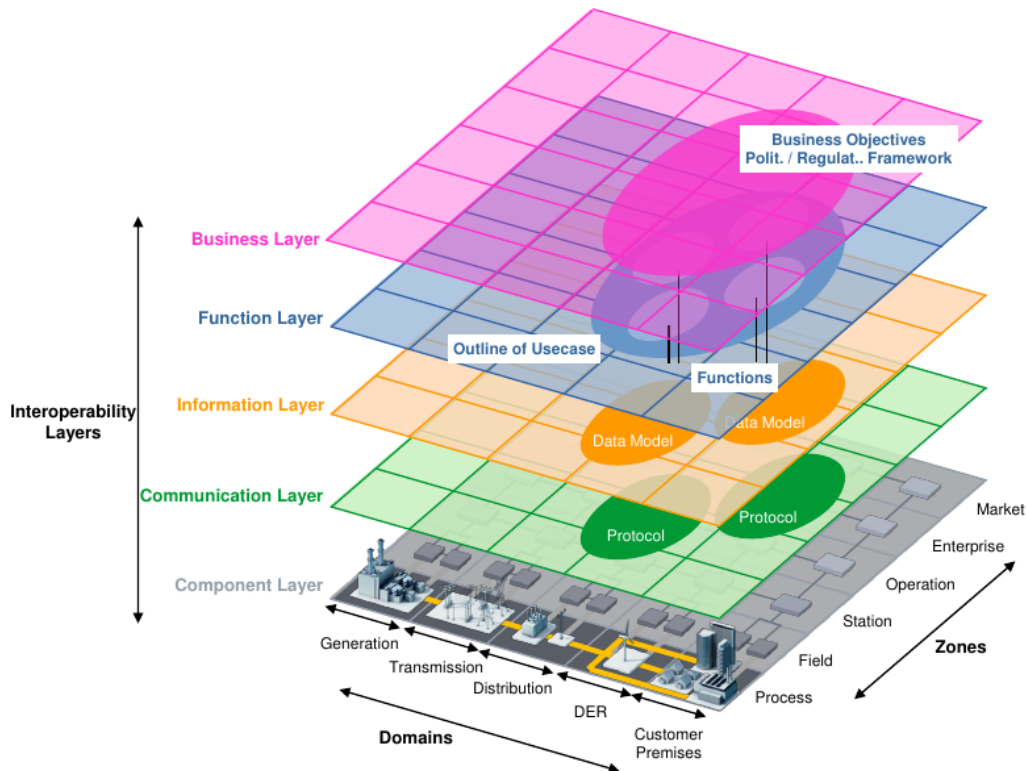 Business Objectives
Polit. / Regulat.. Framework
Business Layer
Function Layer
Outline of Usecase
Functions
Interoperability
Layers
Information Layer
Data Model
Data Model
Communication Layer
Protocol
Protocol
Component Layer
Market
Enterprise
Operation
Station
Field
Process
Zones
Generation
Transmission
Distribution
DER
Customer
Premises
Domains